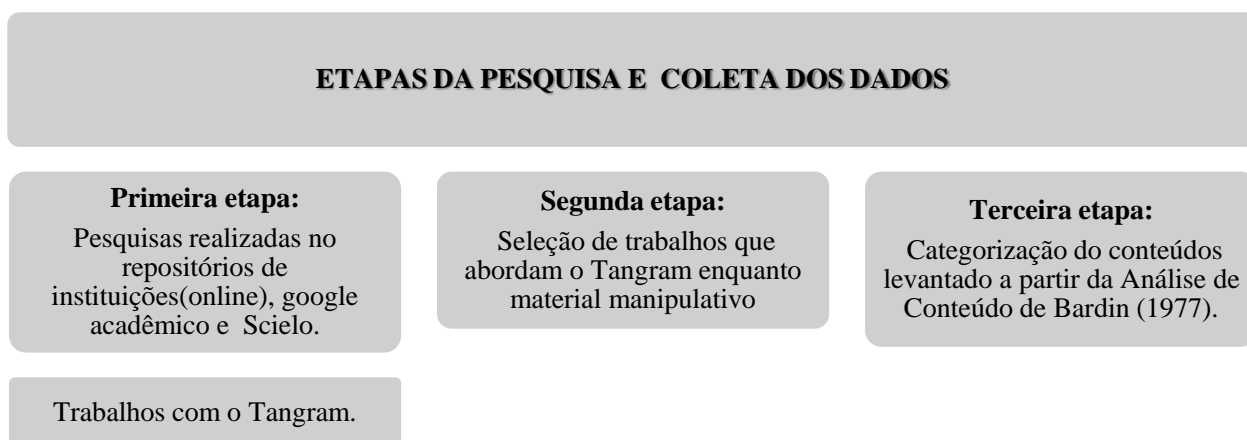 ETAPAS DA PESQUISA E COLETA DOS DADOS
Primeira etapa:
Pesquisas realizadas no
repositórios de
instituições(online), google
acadêmico e Scielo.
Trabalhos com o Tangram.
Segunda etapa:
Seleção de trabalhos que
abordam o Tangram enquanto
material manipulativo
Terceira etapa:
Categorização do conteúdos
levantado a partir da Análise de
Conteúdo de Bardin (1977).